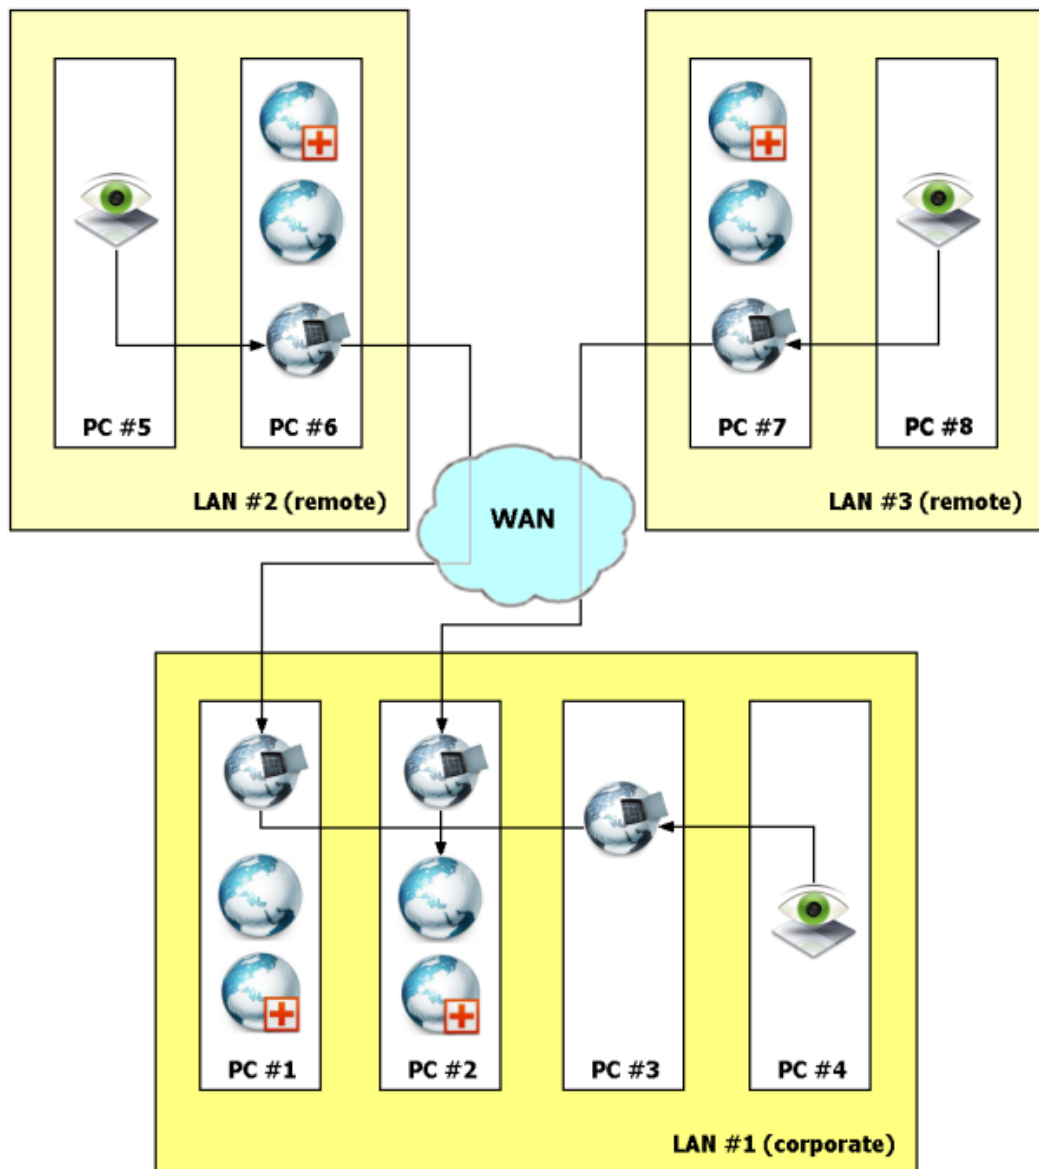 PC #5
PC #6
LAN #2 (remote)
PC #7
PC #8
LAN #3 (remote)
WAN
PC #1
PC #2
PC #3
PC #4
LAN #1 (corporate)